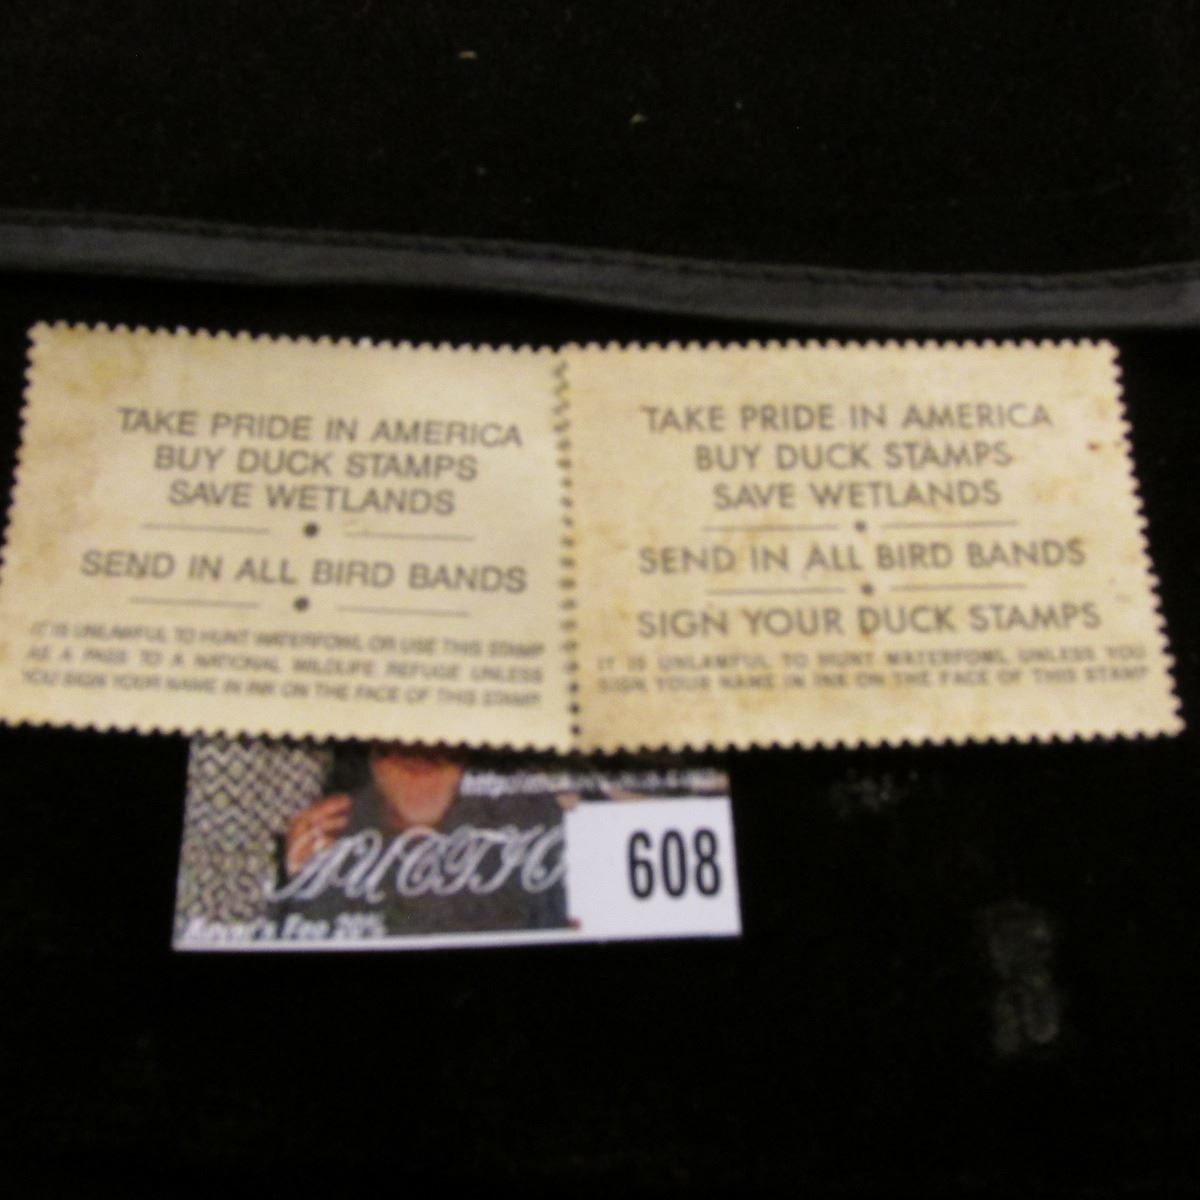 TAKE PRIDE IN AMERICA
BUY DUCK STAMPS
SAVE WETLANDS
SEND IN ALL BIRD BANDS
IT IS UNLAWFUL TO HUNT WATERFOWL OR USE THIS STAMP
AS A PASS TO A NATIONAL WILDLIFE REFUGE UNLESS
YOU SIGN YOUR NAME IN INK ON THE FACE OF THIS STAMP.
TAKE PRIDE IN AMERICA
BUY DUCK STAMPS
SAVE WETLANDS
SEND IN ALL BIRD BANDS
SIGN YOUR DUCK STAMPS
IT IS UNLAWFUL TO HUNT WATERFOWL UNLESS YOU
SIGN YOUR NAME IN INK ON THE FACE OF THIS STAMP
AUCTIO
608
Buyer's Fee 20%